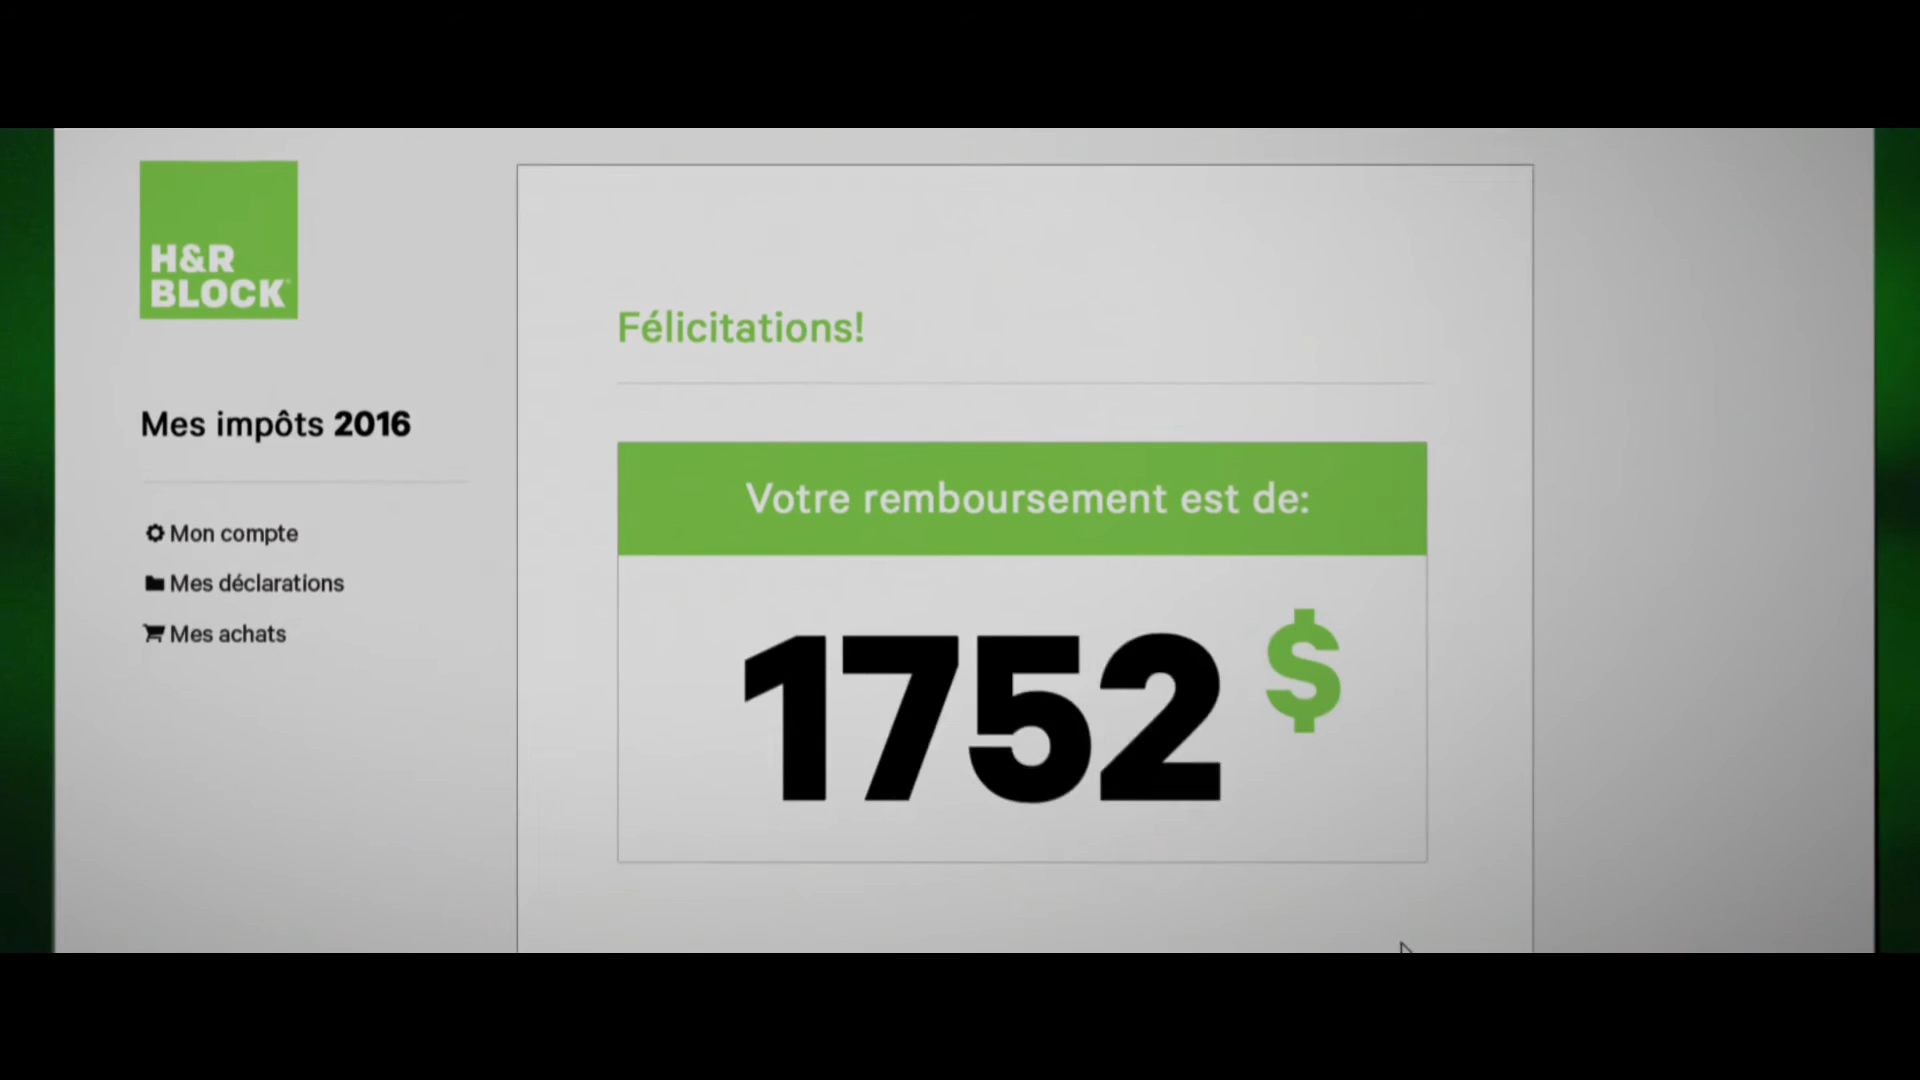 H&R
BLOCK
Mes impôts 2016
Mon compte
Mes déclarations
Mes achats
Félicitations!
Votre remboursement est de:
1752 $